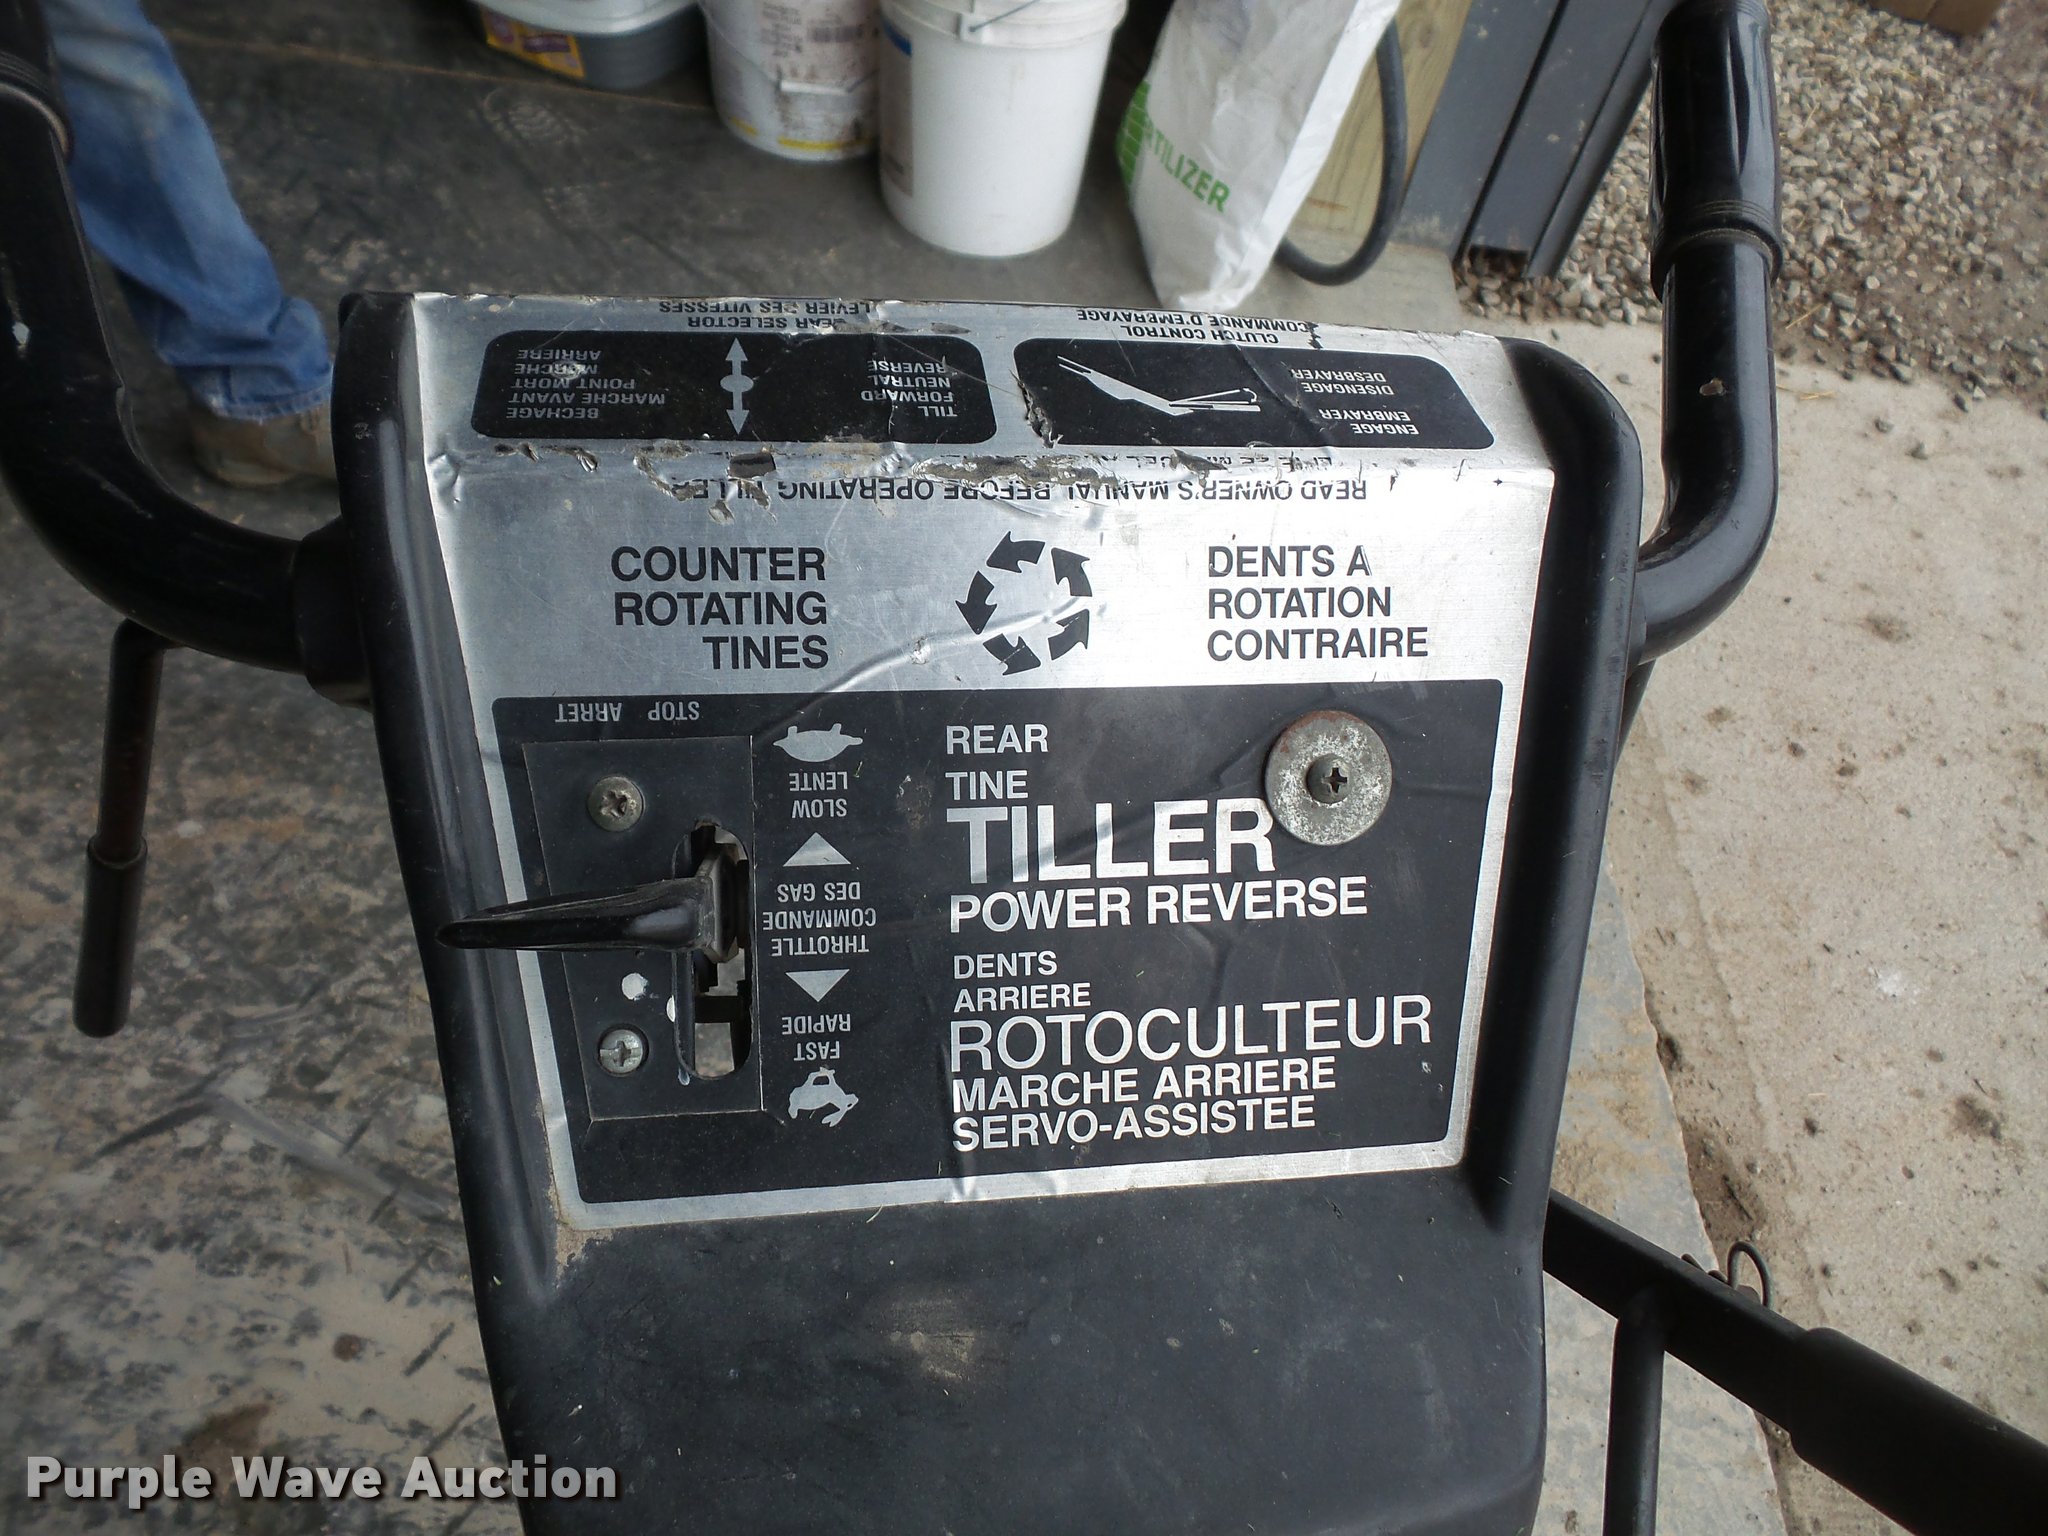 RTILIZER
LEVIER DES VITESSES
GEAR SELECTOR
TILL
FORWARD
NEUTRAL
REVERSE
BECHAGE
MARCHE AVANT
POINT MORT
MARCHE
ARRIERE
COMMANDE D'EMBRAYAGE
CLUTCH CONTROL
ENGAGE
EMBRAYER
DISENGAGE
DESBRAYER
READ OWNER'S MANUAL BEFORE OPERATING TILLER
COUNTER
ROTATING
TINES
DENTS A
ROTATION
CONTRAIRE
STOP ARRET
SLOW
LENTE
THROTTLE
COMMANDE
DES GAS
FAST
RAPIDE
REAR
TINE
TILLER
POWER REVERSE
DENTS
ARRIERE
ROTOCULTEUR
MARCHE ARRIERE
SERVO-ASSISTEE
Purple Wave Auction